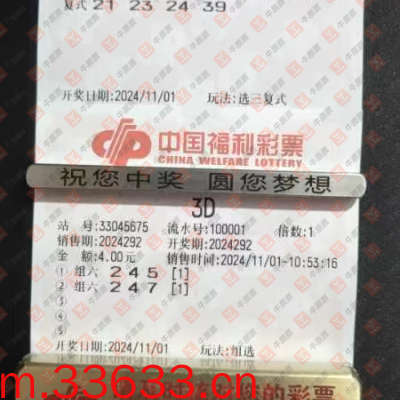 复式 21 23 24 39
开奖日期:2024/11/01 玩法:选三复式
中国福利彩票
CHINA WELFARE LOTTERY
祝您中奖 圆您梦想
3D
站 号:33045675 流水号:100001 倍数:1
销售期:2024292 开奖期:2024292
金 额:4.00元 销售时间:2024/11/01-10:53:16
① 组六 2 4 5 [1]
② 组六 2 4 7 [1]
③
④
⑤
开奖日期:2024/11/01 玩法:组选
m.33633.cn
的彩票